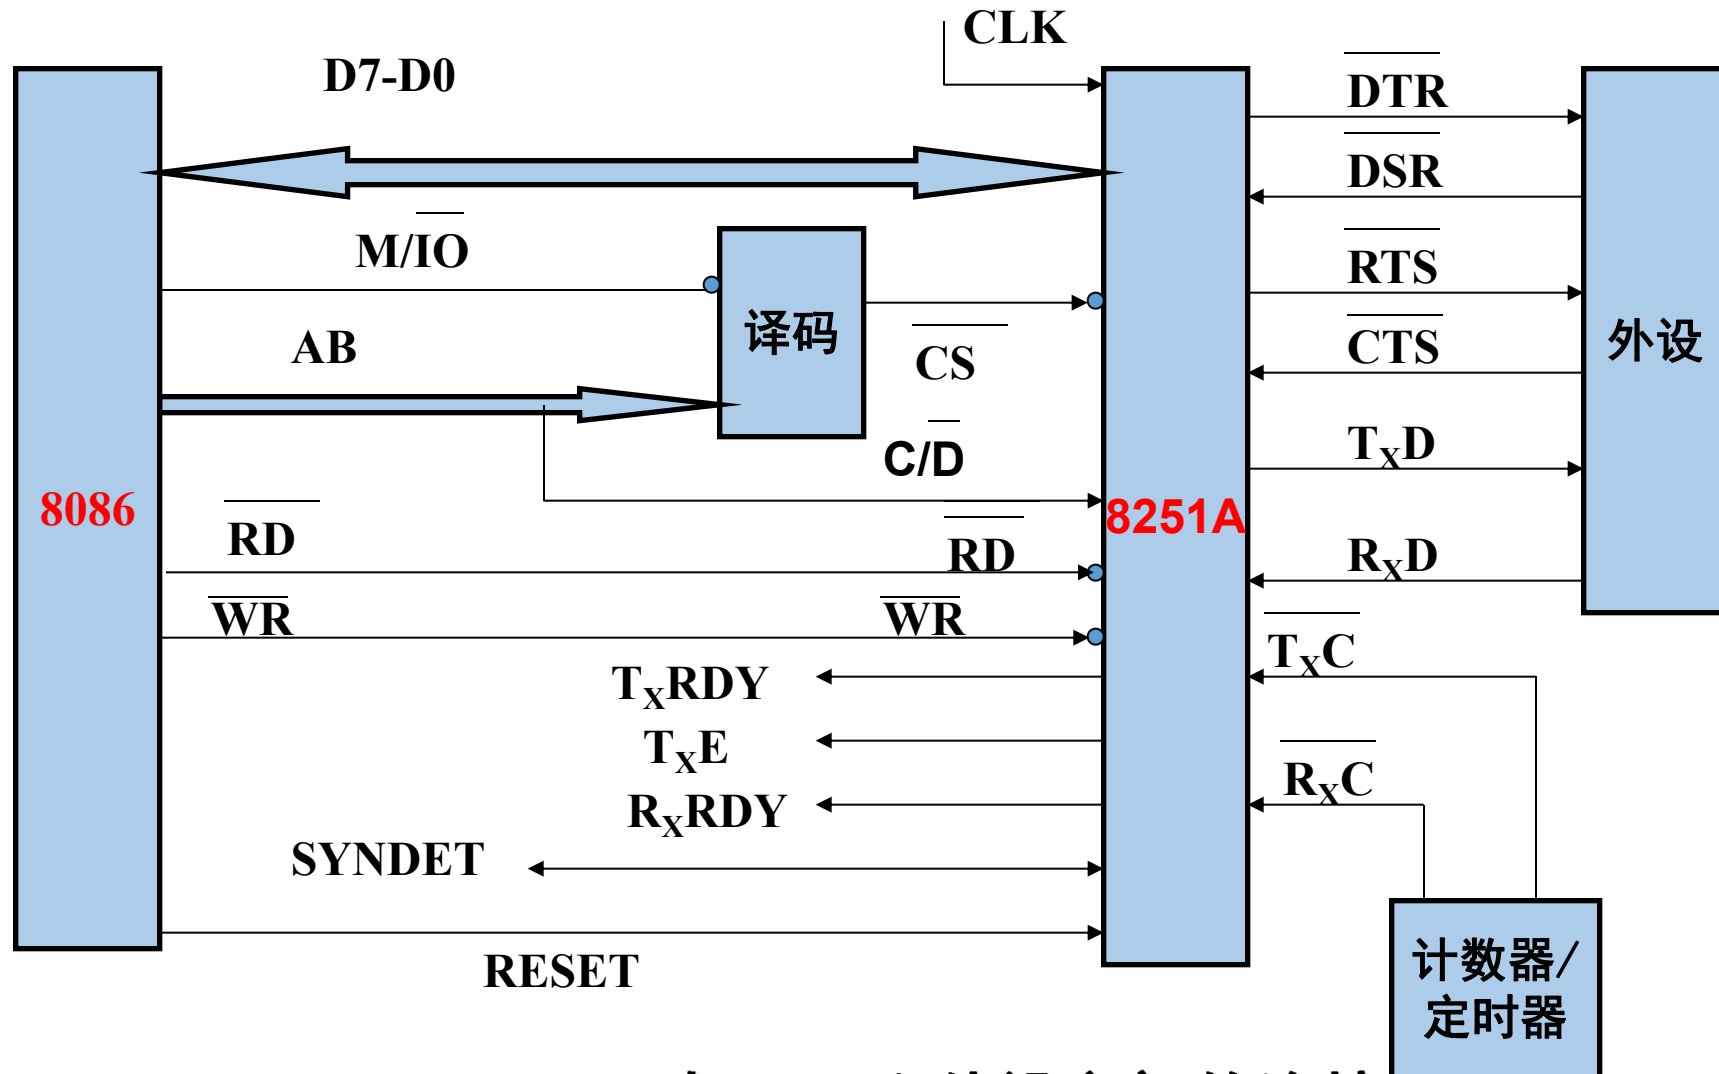 CLK
D7-D0
DTR
DSR
M/IO
RTS
译码
AB
CS
CTS
外设
C/D
TXD
8086
8251A
RD
RD
RXD
WR
WR
TXC
TXRDY
TXE
RXC
RXRDY
SYNDET
RESET
计数器/
定时器